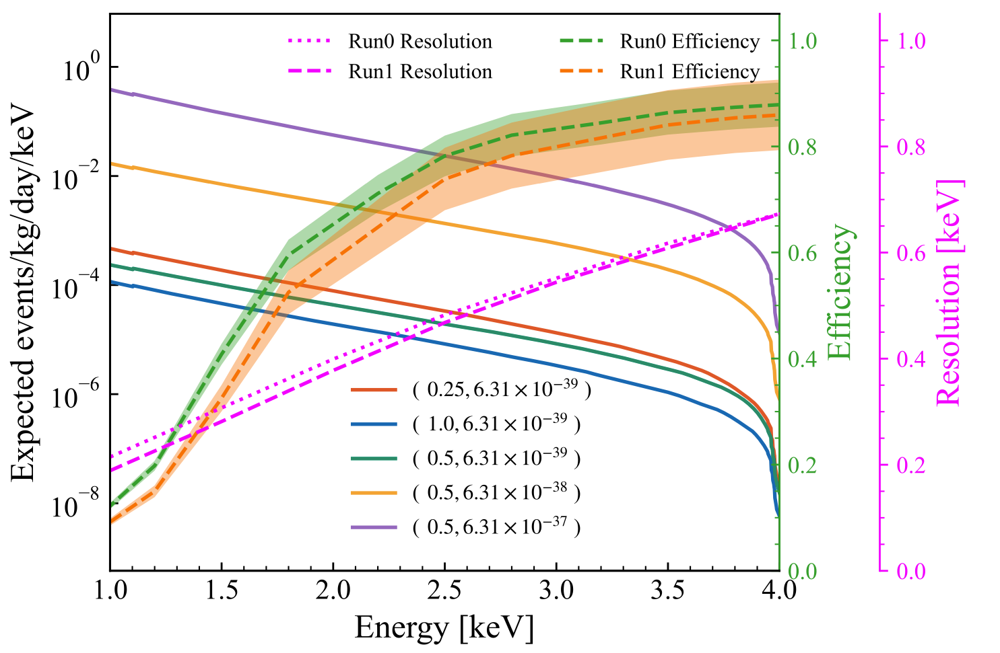 Run0 Resolution
Run1 Resolution
Run0 Efficiency
Run1 Efficiency
Expected events/kg/day/keV
10⁰
10⁻²
10⁻⁴
10⁻⁶
10⁻⁸
( 0.25, 6.31×10⁻³⁹ )
( 1.0, 6.31×10⁻³⁹ )
( 0.5, 6.31×10⁻³⁹ )
( 0.5, 6.31×10⁻³⁸ )
( 0.5, 6.31×10⁻³⁷ )
1.0
1.5
2.0
2.5
3.0
3.5
4.0
Energy [keV]
1.0
0.8
0.6
0.4
0.2
0.0
Efficiency
1.0
0.8
0.6
0.4
0.2
0.0
Resolution [keV]